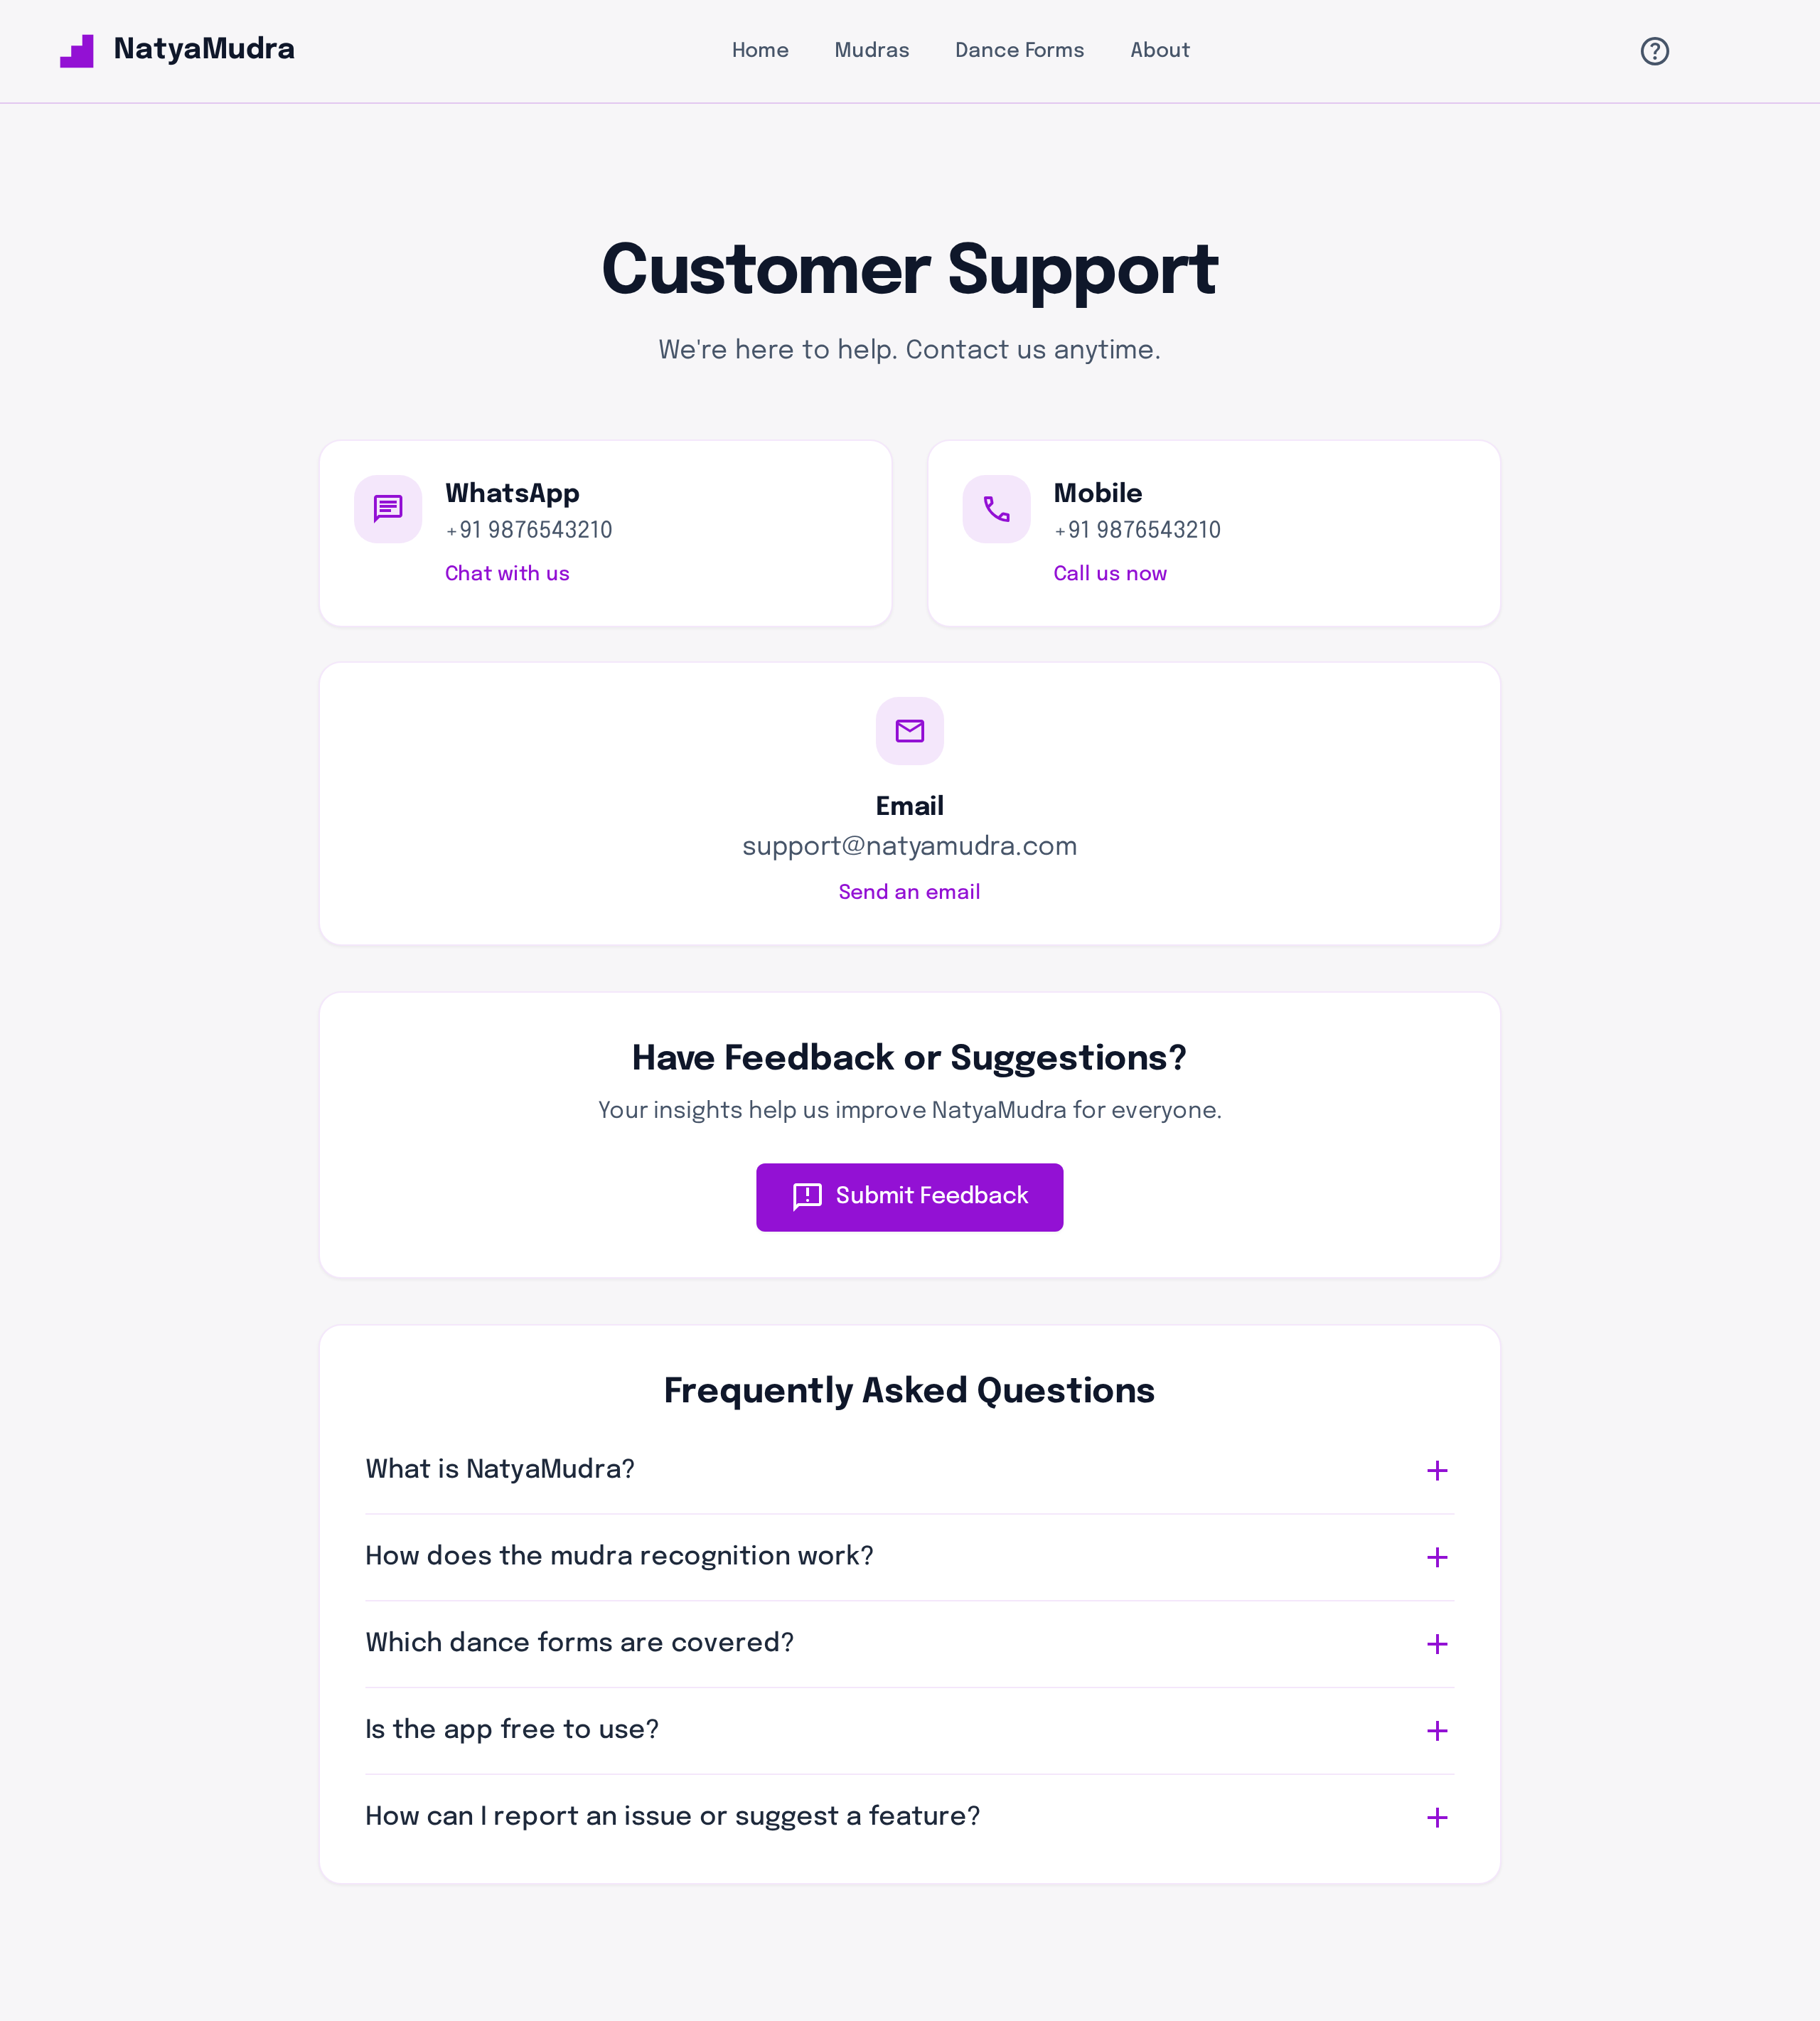 NatyaMudra
Home Mudras Dance Forms About
Customer Support
We're here to help. Contact us anytime.
WhatsApp
+91 9876543210
Chat with us
Mobile
+91 9876543210
Call us now
Email
support@natyamudra.com
Send an email
Have Feedback or Suggestions?
Your insights help us improve NatyaMudra for everyone.
Submit Feedback
Frequently Asked Questions
What is NatyaMudra?
How does the mudra recognition work?
Which dance forms are covered?
Is the app free to use?
How can I report an issue or suggest a feature?